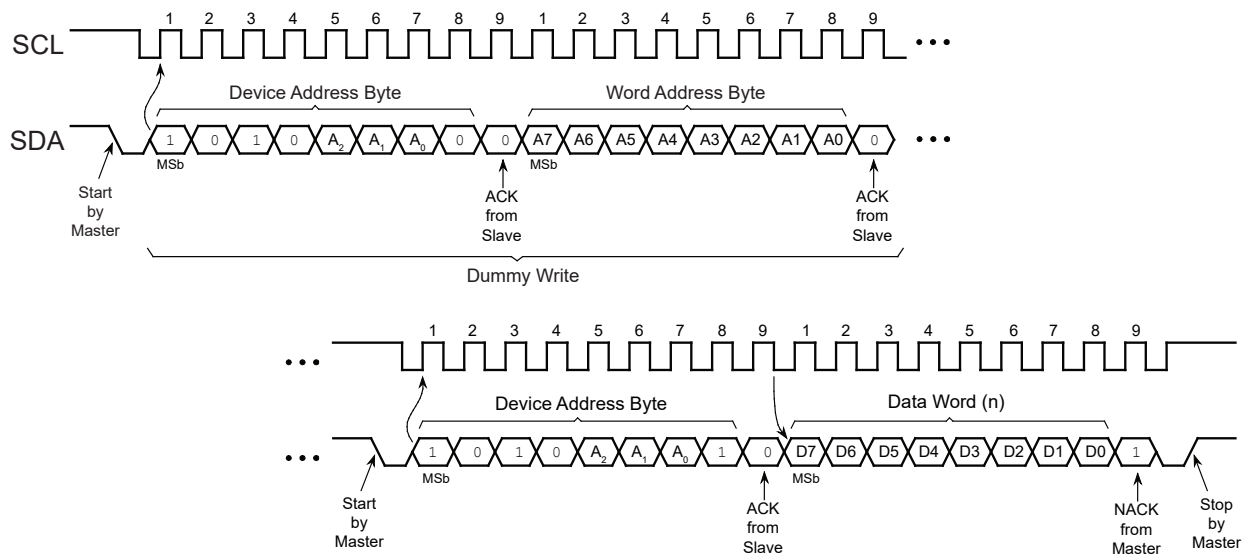 1 2 3 4 5 6 7 8 9 1 2 3 4 5 6 7 8 9
SCL
Device Address Byte Word Address Byte
SDA 1 0 1 0 A2 A1 A0 0 0 A7 A6 A5 A4 A3 A2 A1 A0 0
MSb MSb
Start
by
Master
ACK
from
Slave
ACK
from
Slave
Dummy Write
1 2 3 4 5 6 7 8 9 1 2 3 4 5 6 7 8 9
Device Address Byte Data Word (n)
1 0 1 0 A2 A1 A0 1 0 D7 D6 D5 D4 D3 D2 D1 D0 1
MSb MSb
Start
by
Master
ACK
from
Slave
NACK
from
Master
Stop
by
Master